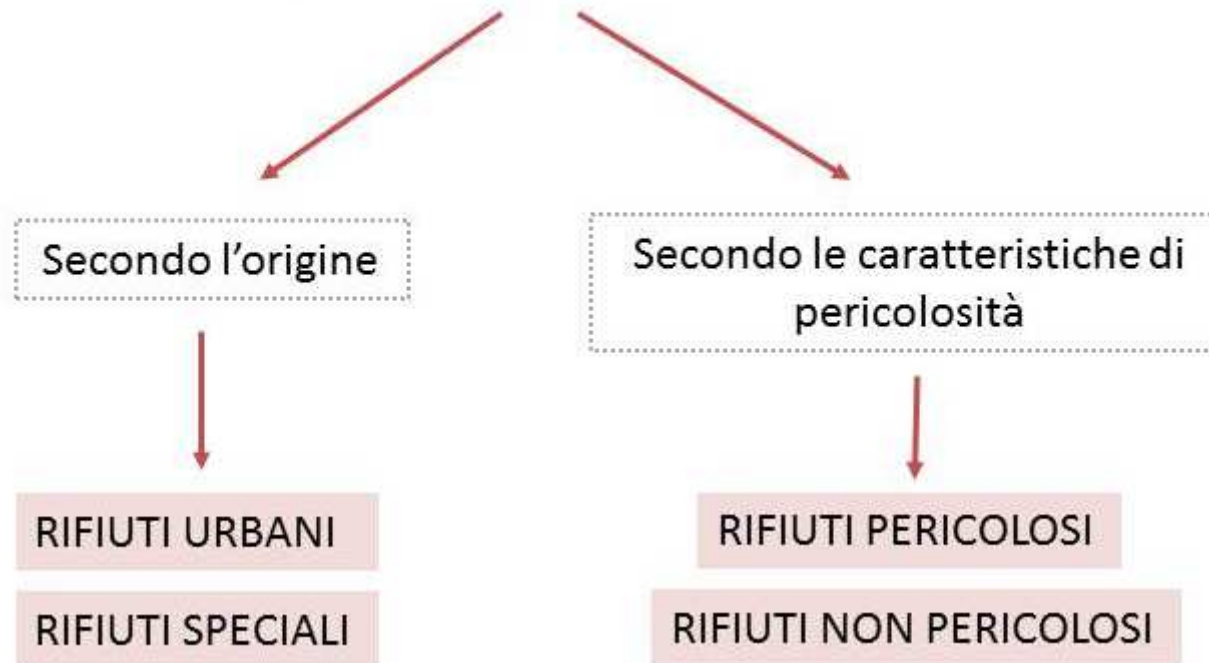 Secondo l'origine
Secondo le caratteristiche di
pericolosità
RIFIUTI URBANI
RIFIUTI PERICOLOSI
RIFIUTI SPECIALI
RIFIUTI NON PERICOLOSI